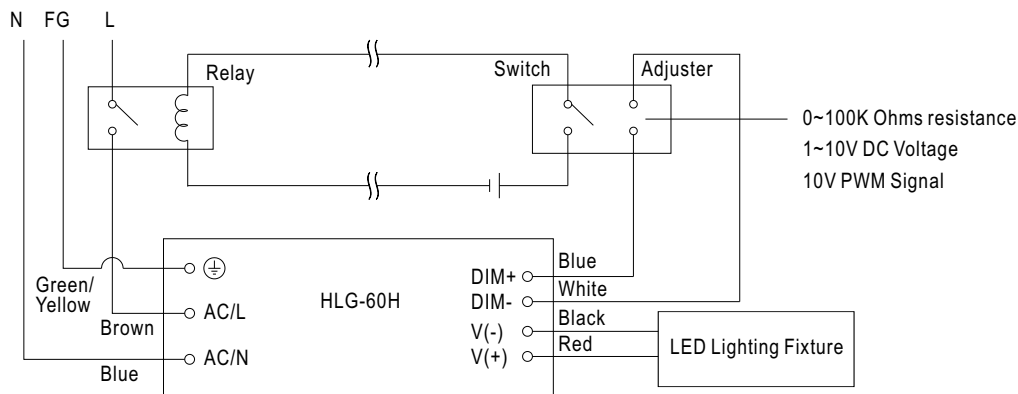 N FG L
Relay
Switch
Adjuster
0~100K Ohms resistance
1~10V DC Voltage
10V PWM Signal
Green/
Yellow
Brown
Blue
AC/L
AC/N
HLG-60H
DIM+
DIM-
V(-)
V(+)
Blue
White
Black
Red
LED Lighting Fixture